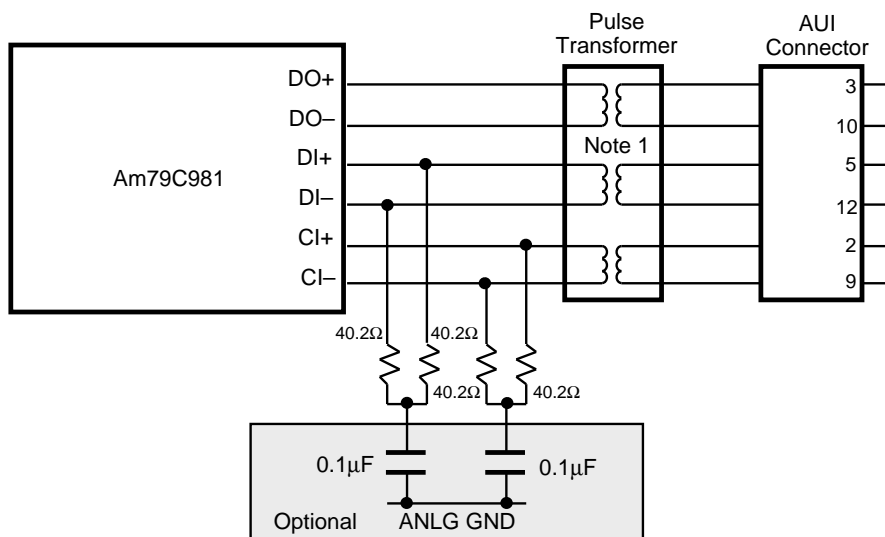 Pulse
Transformer
AUI
Connector
Am79C981
DO+
DO–
DI+
DI–
CI+
CI–
Note 1
3
10
5
12
2
9
40.2Ω
40.2Ω
40.2Ω
40.2Ω
0.1µF
0.1µF
Optional
ANLG GND